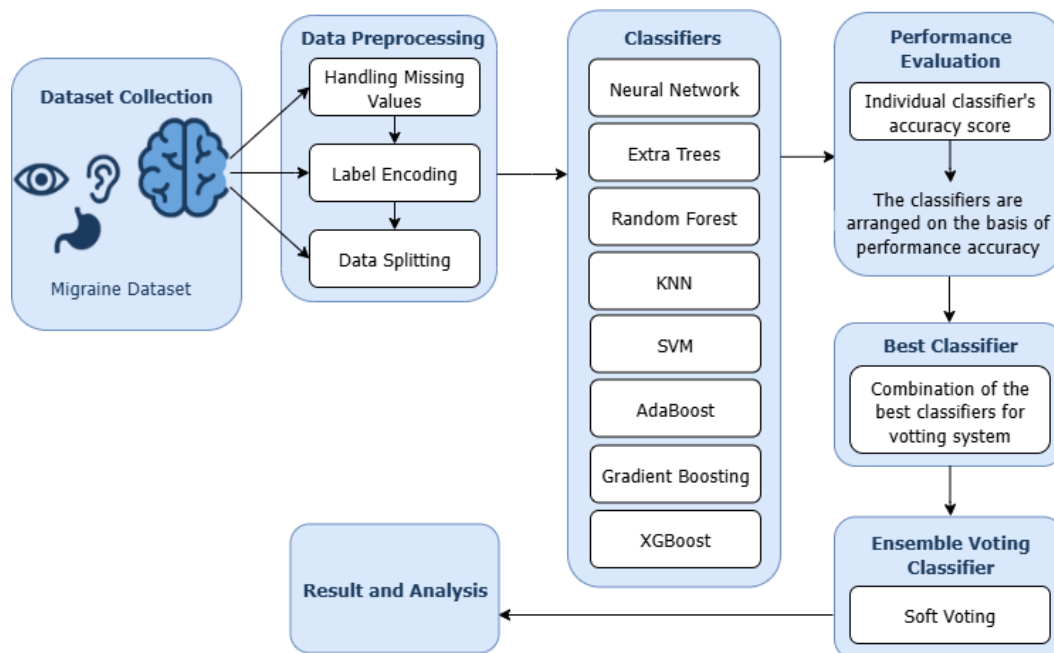 Dataset Collection
Migraine Dataset
Data Preprocessing
Handling Missing
Values
Label Encoding
Data Splitting
Classifiers
Neural Network
Extra Trees
Random Forest
KNN
SVM
AdaBoost
Gradient Boosting
XGBoost
Performance
Evaluation
Individual classifier's
accuracy score
The classifiers are
arranged on the basis of
performance accuracy
Best Classifier
Combination of the
best classifiers for
votting system
Ensemble Voting
Classifier
Soft Voting
Result and Analysis